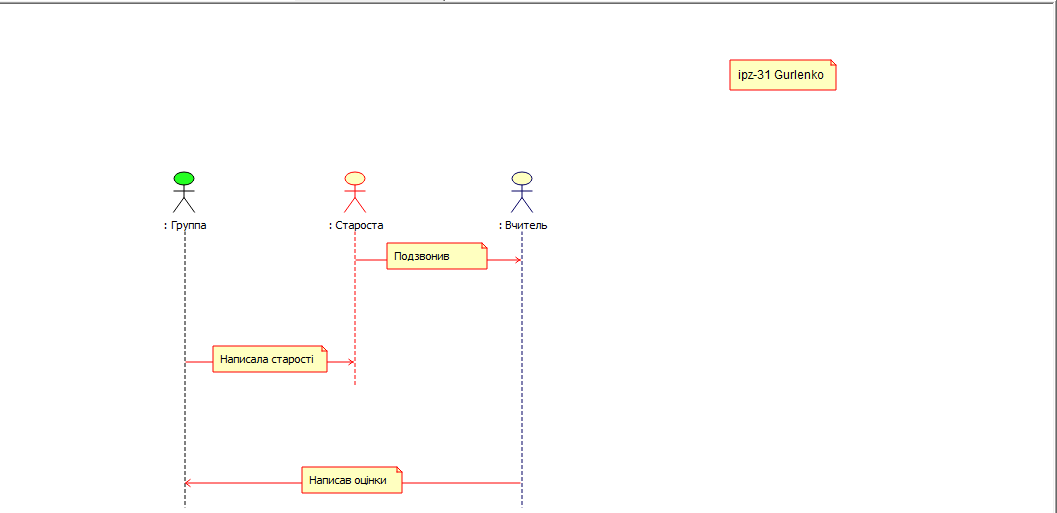 ipz-31 Gurlenko
: Группа
: Староста
: Вчитель
Подзвонив
Написала старості
Написав оцінки